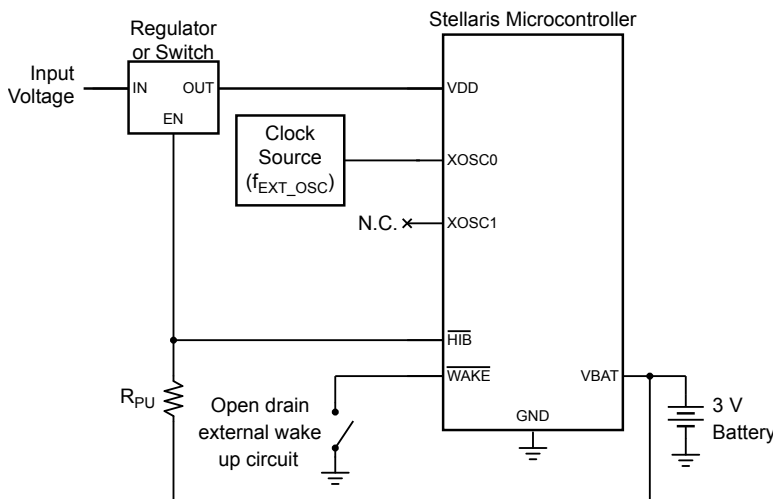 Stellaris Microcontroller
Regulator
or Switch
Input
Voltage
IN OUT
EN
VDD
Clock
Source
(fEXT_OSC)
XOSC0
N.C.
XOSC1
HIB
WAKE
VBAT
RPU
Open drain
external wake
up circuit
GND
3 V
Battery